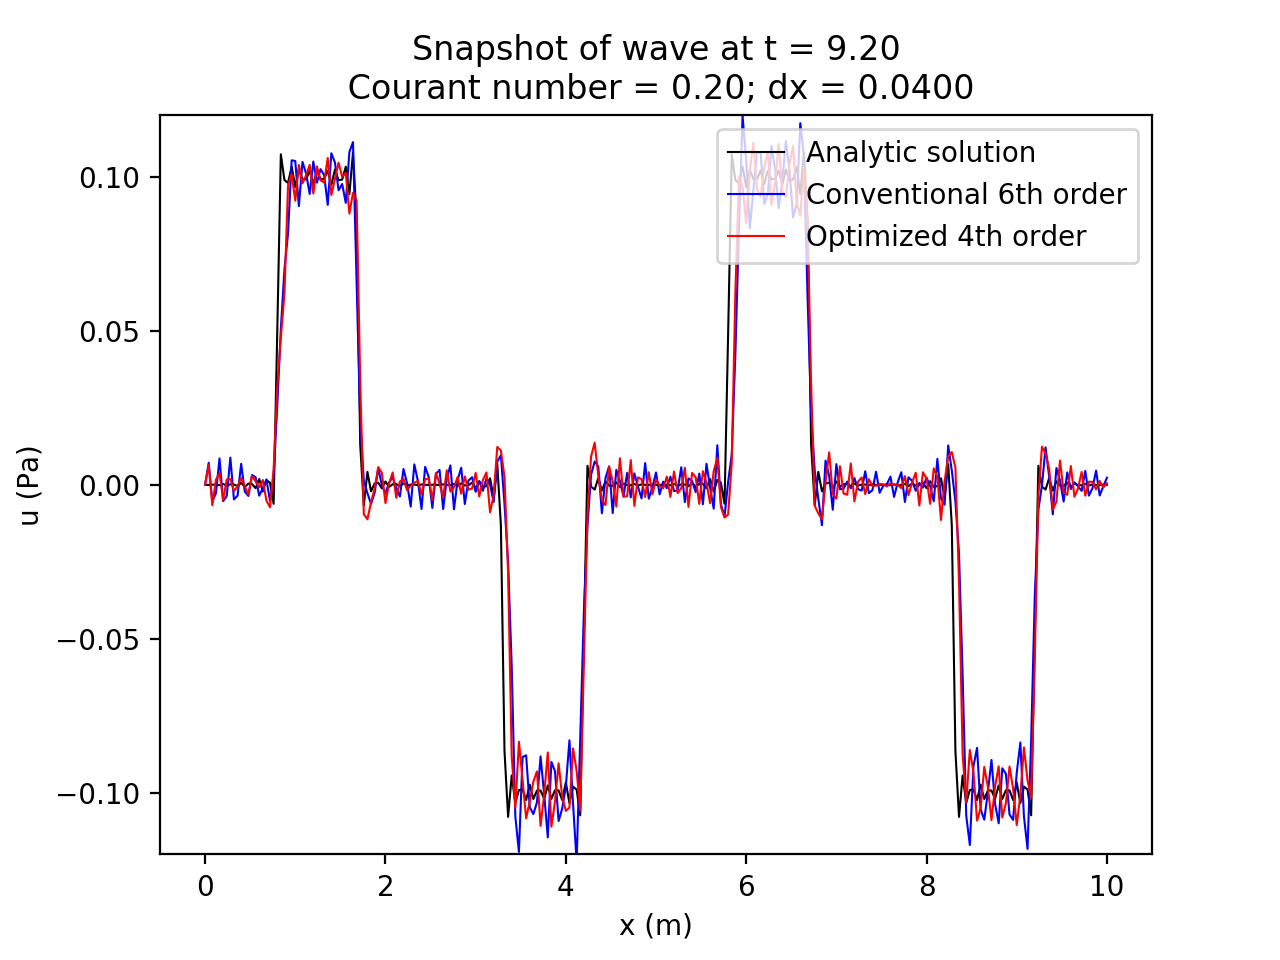 Snapshot of wave at t = 9.20
Courant number = 0.20; dx = 0.0400
Analytic solution
Conventional 6th order
Optimized 4th order
0.10
0.05
0.00
−0.05
−0.10
u (Pa)
0 2 4 6 8 10
x (m)